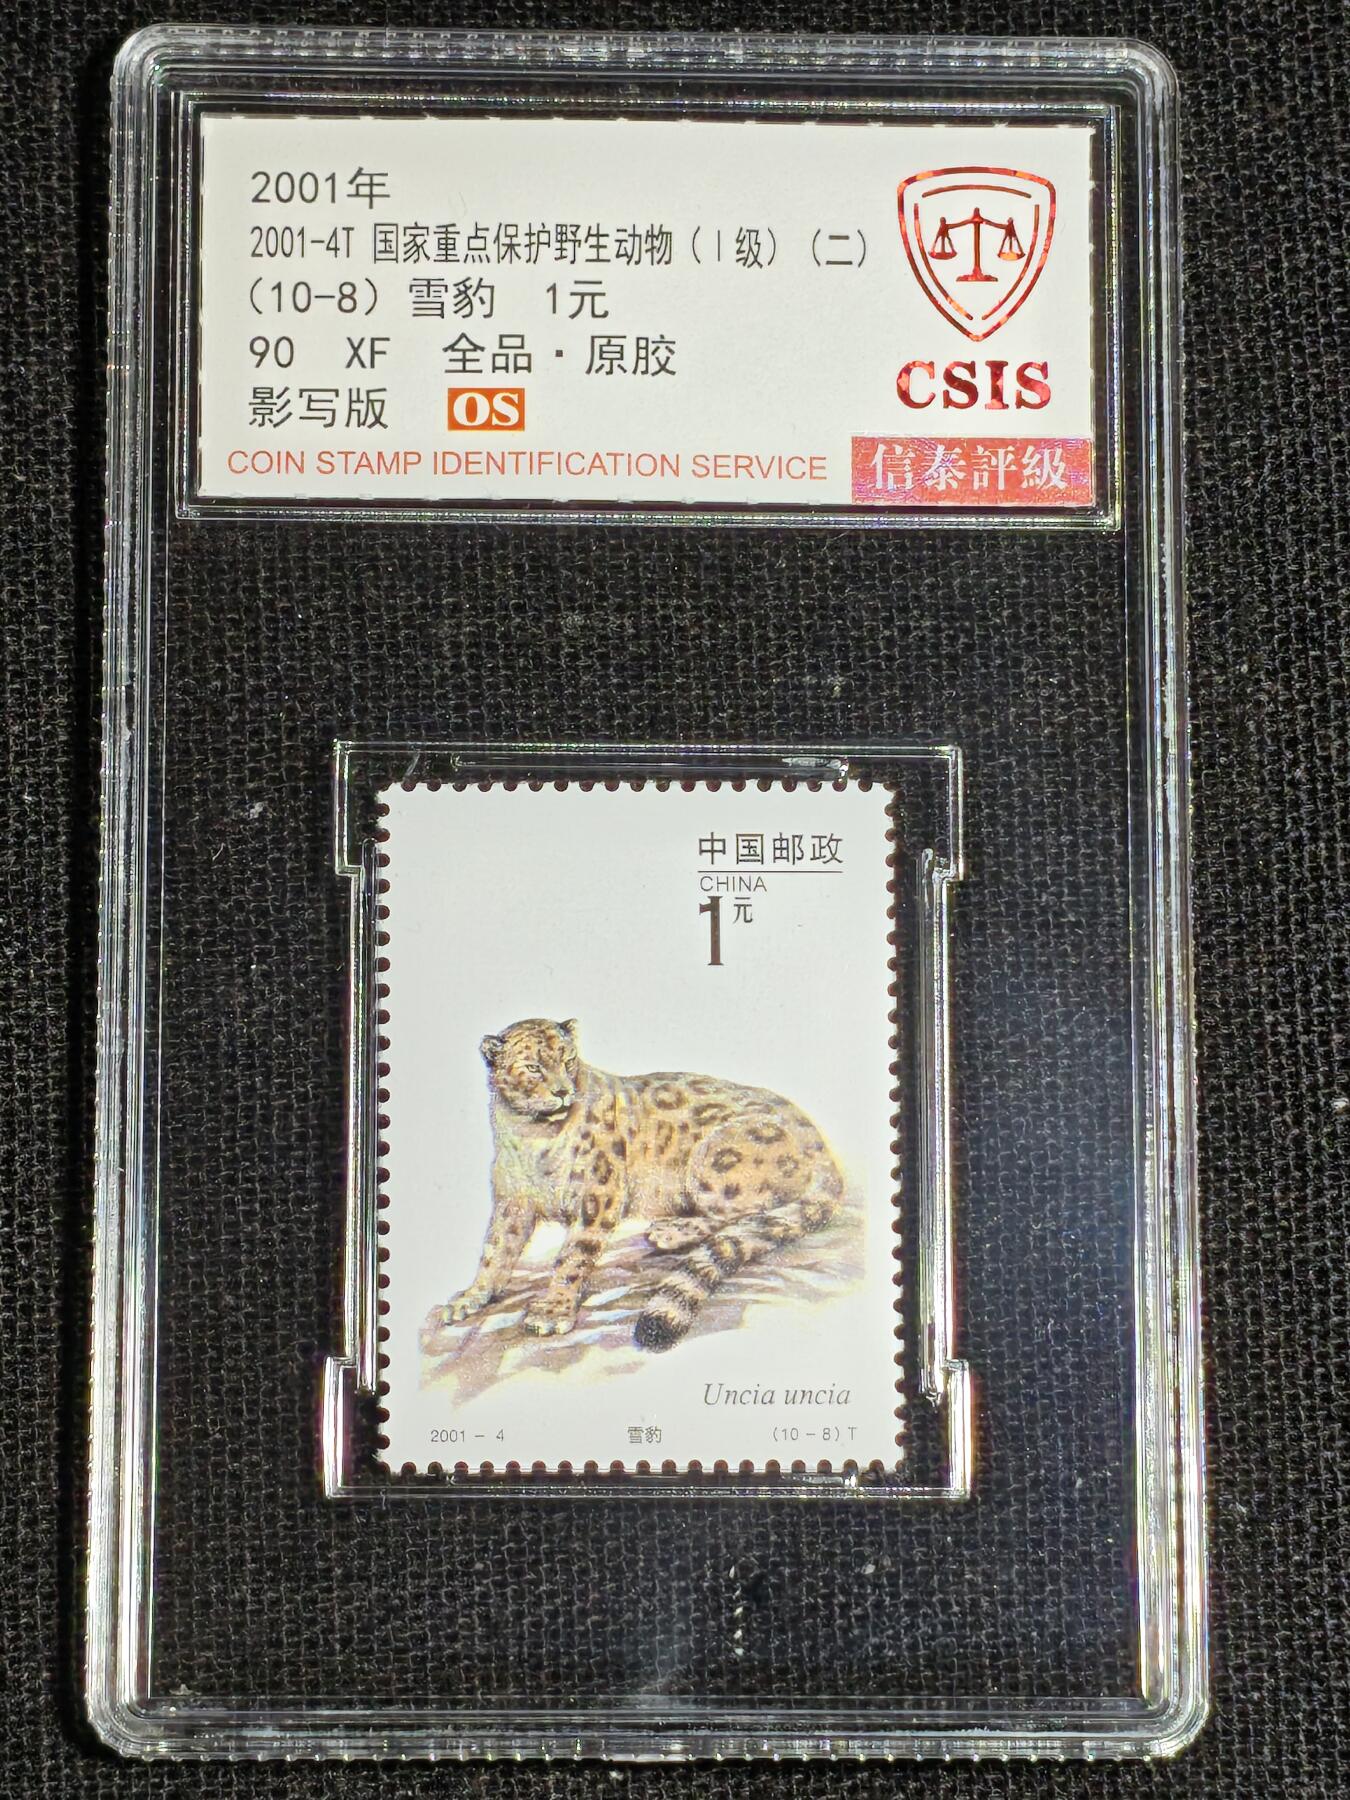 2001年
2001-4T 国家重点保护野生动物（Ⅰ级）（二）
（10-8）雪豹 1元
90 XF 全品·原胶
影写版 OS
COIN STAMP IDENTIFICATION SERVICE
CSIS
信泰評級
中国邮政
CHINA
1元
Uncia uncia
2001-4 雪豹 (10-8)T